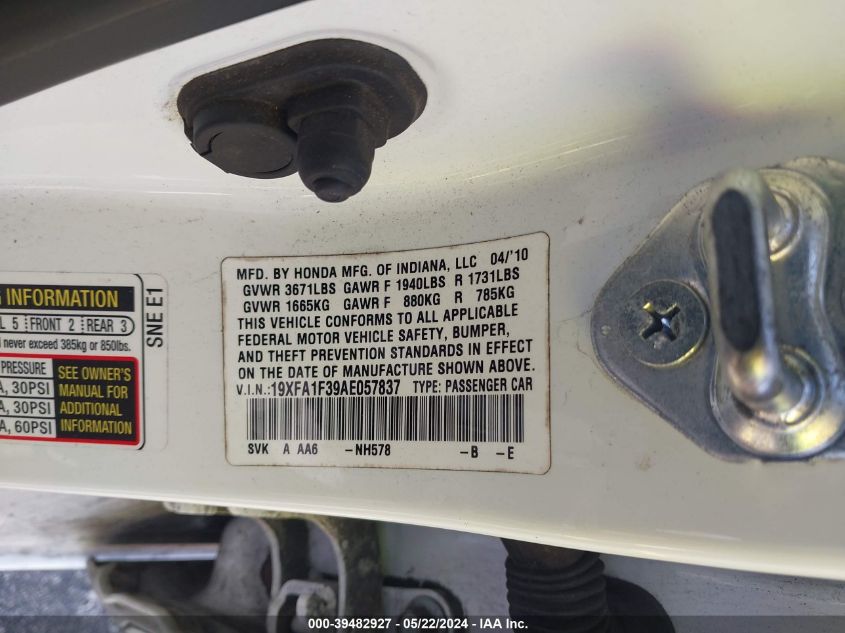 MFD. BY HONDA MFG. OF INDIANA, LLC 04/'10
GVWR 3671LBS GAWR F 1940LBS R 1731LBS
GVWR 1665KG GAWR F 880KG R 785KG
THIS VEHICLE CONFORMS TO ALL APPLICABLE
FEDERAL MOTOR VEHICLE SAFETY, BUMPER,
AND THEFT PREVENTION STANDARDS IN EFFECT
ON THE DATE OF MANUFACTURE SHOWN ABOVE.
V.I.N.: 19XFA1F39AE057837 TYPE: PASSENGER CAR
SVK A AA6 -NH578 -B -E
INFORMATION
5 FRONT 2 REAR 3
never exceed 385kg or 850lbs.
PRESSURE
A, 30PSI
A, 30PSI
A, 60PSI
SEE OWNER'S
MANUAL FOR
ADDITIONAL
INFORMATION
SNE E1
000-39482927 / 05/22/2024 / IAA Inc.